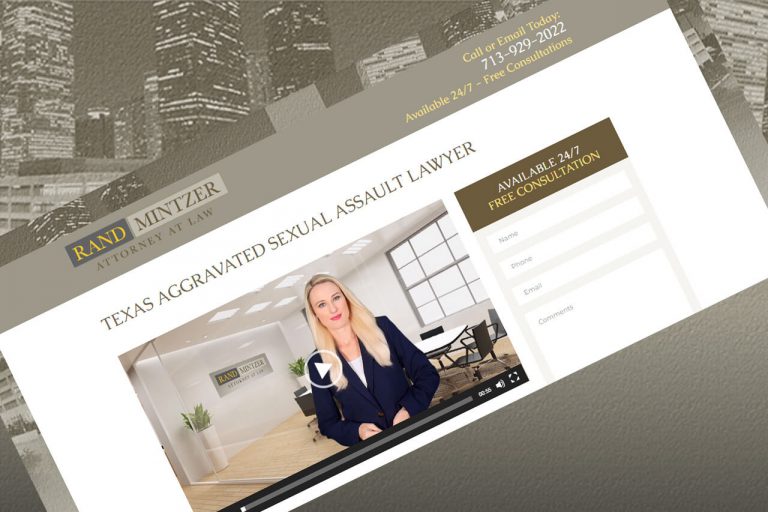 Call or Email Today:
713-929-2022
Available 24/7 - Free Consultations
RAND MINTZER
ATTORNEY AT LAW
TEXAS AGGRAVATED SEXUAL ASSAULT LAWYER
AVAILABLE 24/7
FREE CONSULTATION
Name
Phone
Email
Comments
RAND MINTZER
ATTORNEY AT LAW
00:00